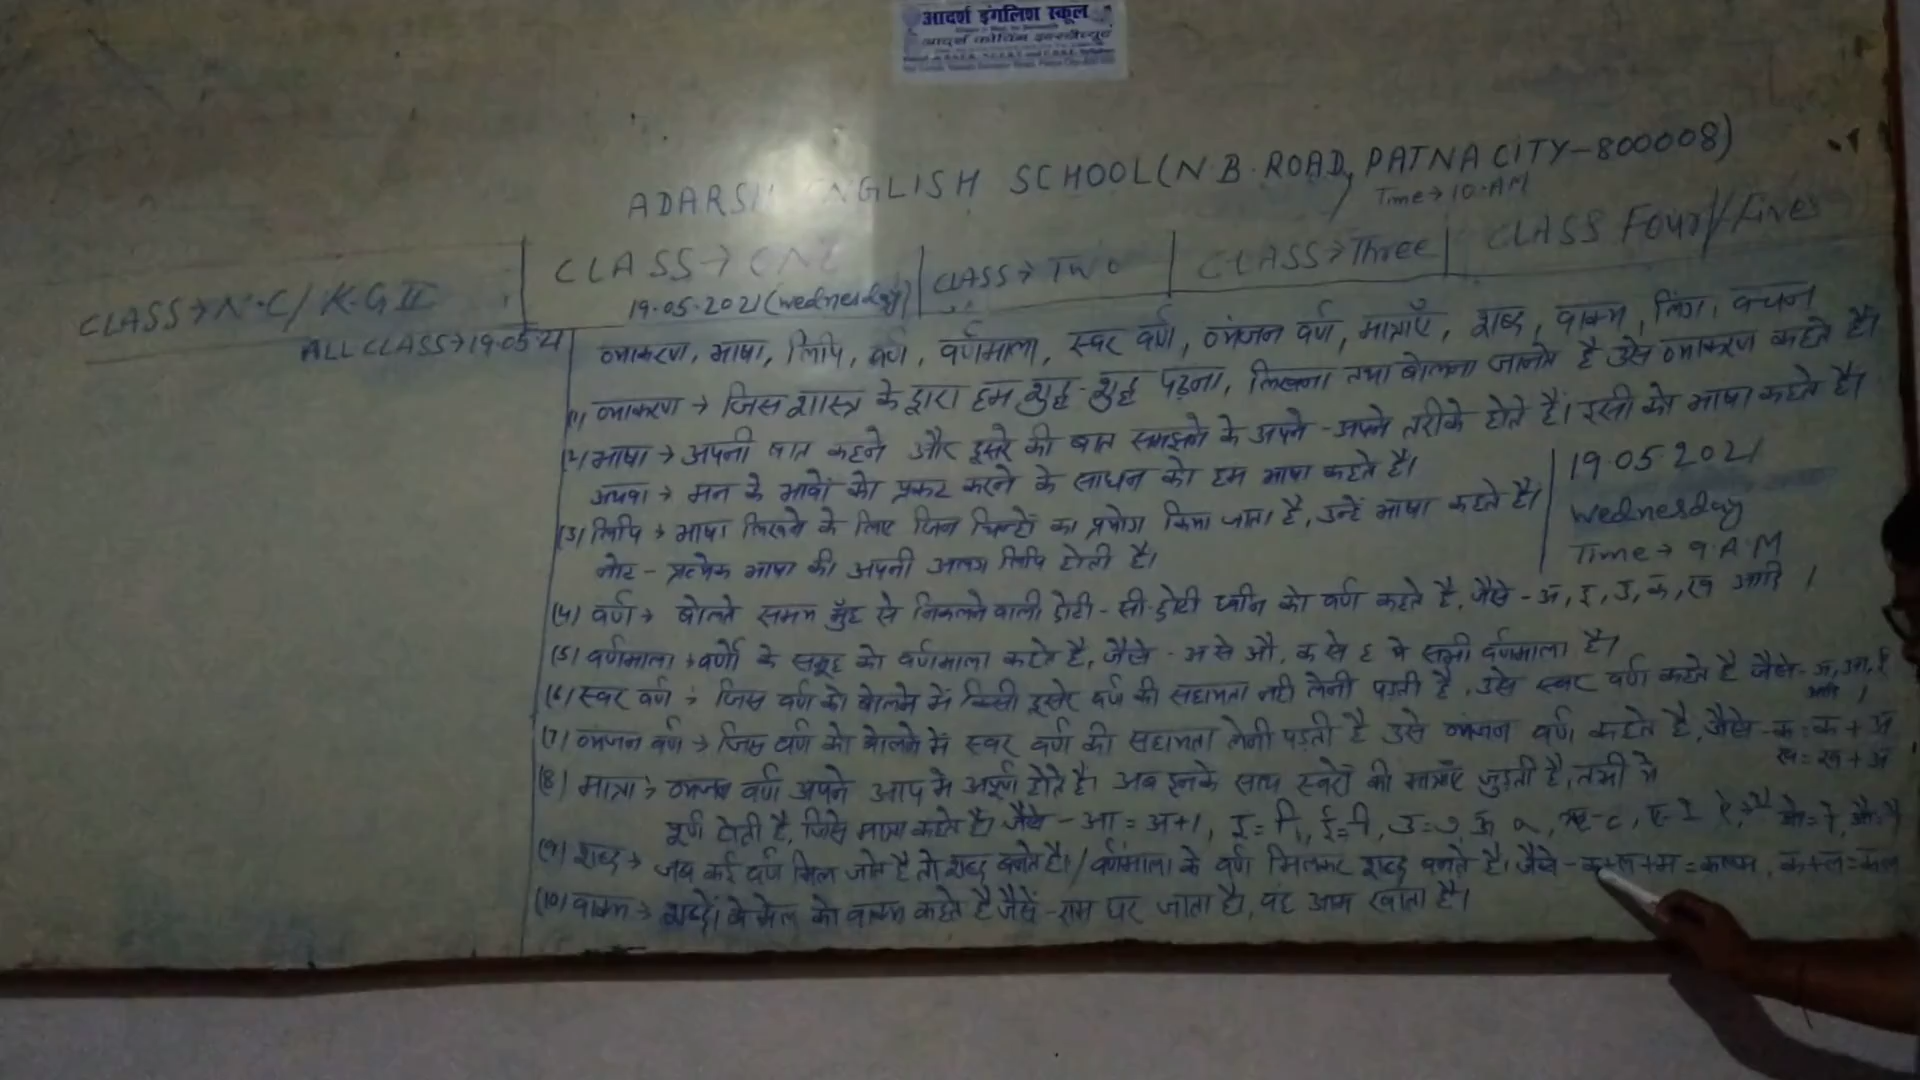 आदर्श इंगलिश स्कूल
आदर्श कोचिंग इन्स्टीच्यूट
ADARSH ENGLISH SCHOOL (N.B. ROAD, PATNA CITY-800008)
Time → 10.AM
CLASS → N.C/K.G II
CLASS → ONE
CLASS → TWO
CLASS → Three
CLASS Four/Five
19.05.2021 (Wednesday)
ALL CLASS → 19.05.21
व्याकरण, भाषा, लिपि, वर्ण, वर्णमाला, स्वर वर्ण, व्यंजन वर्ण, मात्राएँ, शब्द, वाक्य, लिंग, वचन
(1) व्याकरण → जिस शास्त्र के द्वारा हम शुद्ध-शुद्ध पढ़ना, लिखना तथा बोलना जानते है उसे व्याकरण कहते है।
(2) भाषा → अपनी बात कहने और दूसरे की बात समझने के अपने-अपने तरीके होते हैं। इसी को भाषा कहते है।
अथवा → मन के भावों को प्रकट करने के साधन को हम भाषा कहते है।
19.05.2021
Wednesday
Time → 9.A.M
(3) लिपि → भाषा लिखने के लिए जिन चिन्हों का प्रयोग किया जाता है, उन्हें भाषा कहते है।
नोट - प्रत्येक भाषा की अपनी अलग लिपि होती है।
(4) वर्ण → बोलते समय मुँह से निकलने वाली छोटी-सी-छोटी ध्वनि को वर्ण कहते है, जैसे - अ, इ, उ, क, ख आदि ।
(5) वर्णमाला → वर्णो के समूह को वर्णमाला कहते है, जैसे - अ से औ, क से ह ये सभी वर्णमाला है।
(6) स्वर वर्ण → जिस वर्ण को बोलने में किसी दूसरे वर्ण की सहायता नही लेनी पड़ती है, उसे स्वर वर्ण कहते है जैसे - अ, आ, ई
आदि ।
(7) व्यंजन वर्ण → जिस वर्ण को बोलने में स्वर वर्ण की सहायता लेनी पड़ती है उसे व्यंजन वर्ण कहते है, जैसे - क = क + अ
ख = ख + अ
(8) मात्रा → व्यंजन वर्ण अपने आप मे अपूर्ण होते है। जब इनके साथ स्वरों की मात्राएँ जुड़ती है, तभी ये
पूर्ण होती है, जिसे मात्रा कहते है। जैसे - आ = अ + ा, इ = ि, ई = ी, उ = ु
(9) शब्द → जब कई वर्ण मिल जाते है तो शब्द बनते है। / वर्णमाला के वर्ण मिलकर शब्द बनते है। जैसे - क+ल+म = कलम, क+ल = कल
(10) वाक्य → शब्दों के मेल को वाक्य कहते है जैसे - राम घर जाता है, वह आम खाता है।